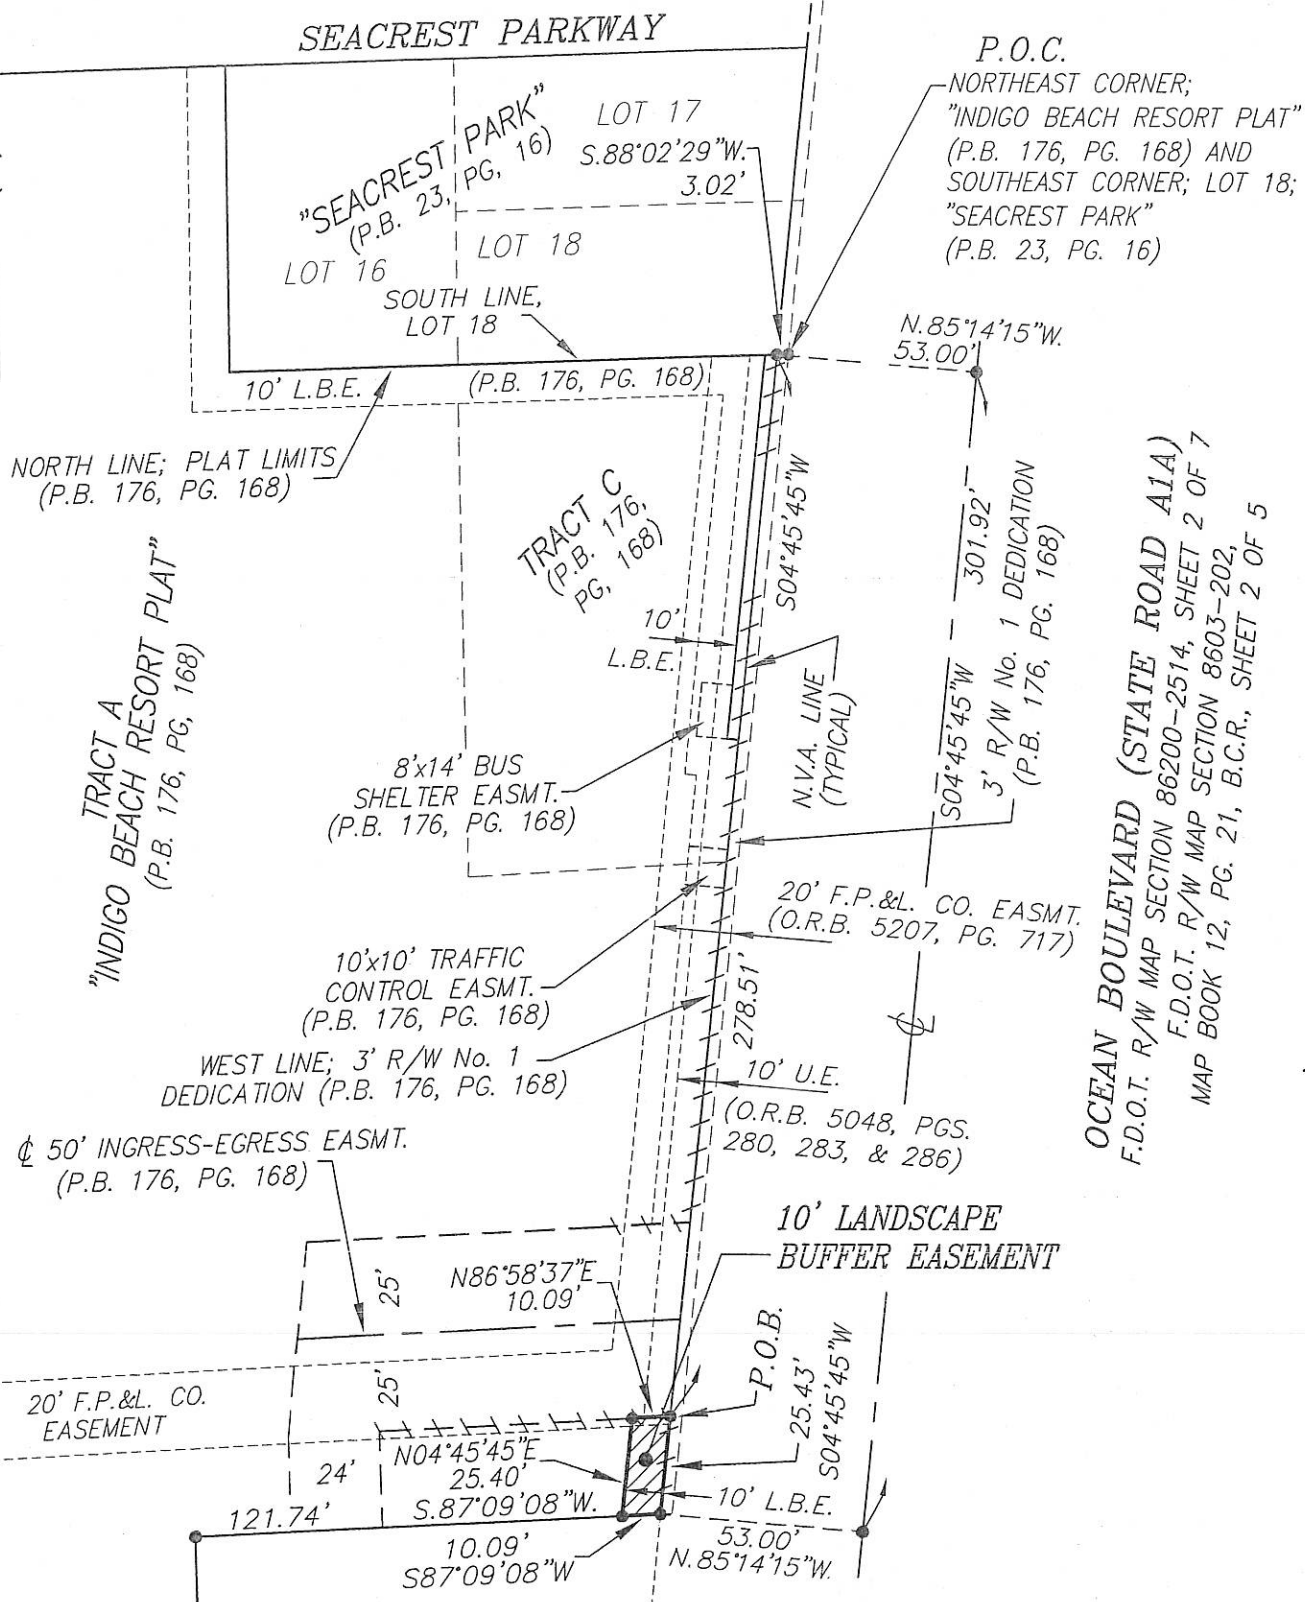 SEACREST PARKWAY
P.O.C.
NORTHEAST CORNER;
"INDIGO BEACH RESORT PLAT"
(P.B. 176, PG. 168) AND
SOUTHEAST CORNER; LOT 18;
"SEACREST PARK"
(P.B. 23, PG. 16)
"SEACREST PARK"
(P.B. 23, PG, 16)
LOT 17
S.88°02'29"W.
3.02'
LOT 16
LOT 18
SOUTH LINE,
LOT 18
N.85°14'15"W.
53.00'
10' L.B.E.
(P.B. 176, PG. 168)
NORTH LINE; PLAT LIMITS
(P.B. 176, PG. 168)
TRACT C
(P.B. 176,
PG, 168)
S04°45'45"W
S04°45'45"W 301.92'
3' R/W No. 1 DEDICATION
(P.B. 176, PG. 168)
OCEAN BOULEVARD (STATE ROAD A1A)
F.D.O.T. R/W MAP SECTION 86200-2514, SHEET 2 OF 7
F.D.O.T. R/W MAP SECTION 8603-202,
MAP BOOK 12, PG. 21, B.C.R., SHEET 2 OF 5
TRACT A
"INDIGO BEACH RESORT PLAT"
(P.B. 176, PG, 168)
10'
L.B.E.
N.V.A. LINE
(TYPICAL)
8'x14' BUS
SHELTER EASMT.
(P.B. 176, PG. 168)
20' F.P.&L. CO. EASMT.
(O.R.B. 5207, PG. 717)
10'x10' TRAFFIC
CONTROL EASMT.
(P.B. 176, PG. 168)
278.51'
WEST LINE; 3' R/W No. 1
DEDICATION (P.B. 176, PG. 168)
10' U.E.
(O.R.B. 5048, PGS.
280, 283, & 286)
℄ 50' INGRESS-EGRESS EASMT.
(P.B. 176, PG. 168)
℄
10' LANDSCAPE
BUFFER EASEMENT
25'
N86°58'37"E
10.09'
P.O.B.
25'
20' F.P.&L. CO.
EASEMENT
25.43'
S04°45'45"W
N04°45'45"E
25.40'
24'
S.87°09'08"W.
121.74'
10' L.B.E.
10.09'
S87°09'08"W
53.00'
N.85°14'15"W.